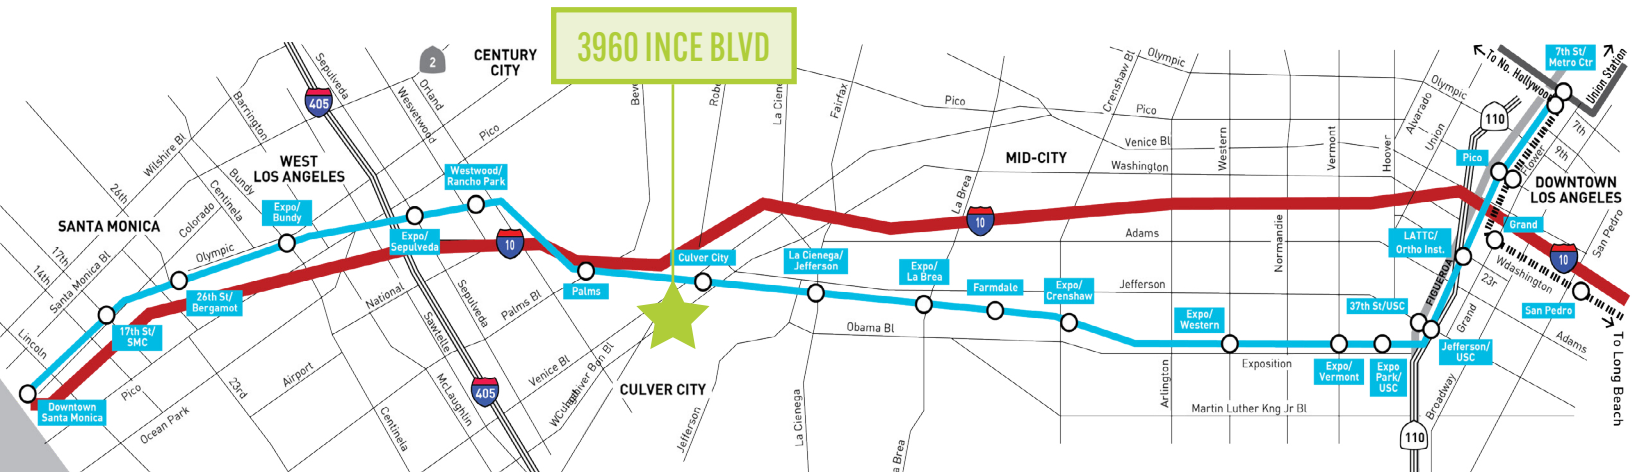 3960 INCE BLVD
CENTURY
CITY
2
405
Sepulveda
Barrington
Westwetwood
Orland
Pico
Wilshire Bl
26th
WEST
LOS ANGELES
Bundy
Centinela
Colorado
Westwood/
Rancho Park
Expo/
Bundy
SANTA MONICA
Olympic
17th
14th
Santa Monica Bl
Expo/
Sepulveda
10
26th St/
Bergamot
National
Sepulveda
Palms Bl
Palms
Culver City
17th St/
SMC
Lincoln
Sawtelle
Downtown
Santa Monica
Pico
Ocean Park
23rd
Airport
Centinela
McLaughlin
405
Venice Bl
CULVER CITY
Jefferson
Fairfax
La Cienega/
Jefferson
La Cienega
La Brea
10
Expo/
La Brea
Farmdale
Expo/
Crenshaw
Obama Bl
MID-CITY
Pico
Pico
Olympic
Crenshaw Bl
Venice Bl
Washington
Adams
Jefferson
Western
Vermont
Normandie
Hoover
Arlington
Expo/
Western
Exposition
Expo/
Vermont
Expo
Park/
USC
Martin Luther Kng Jr Bl
Alvarado
Union
Olympic
110
Pico
Flower
7th
9th
To No. Hollywood
7th St/
Metro Ctr
Union Station
DOWNTOWN
LOS ANGELES
San Pedro
Grand
LATTC/
Ortho Inst.
FIGUEROA
10
Wdashington
23r
San Pedro
37th St/USC
Jefferson/
USC
Grand
Adams
Broadway
110
To Long Beach